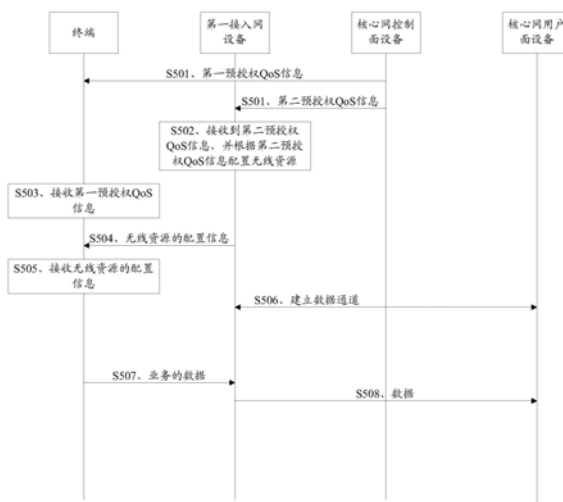 终端
第一接入网
设备
核心网控制
面设备
核心网用户
面设备
S501、第一预授权QoS信息
S501、第二预授权QoS信息
S502、接收到第二预授权
QoS信息，并根据第二预授
权QoS信息配置无线资源
S503、接收第一预授权QoS
信息
S504、无线资源的配置信息
S505、接收无线资源的配置
信息
S506、建立数据通道
S507、业务的数据
S508、数据